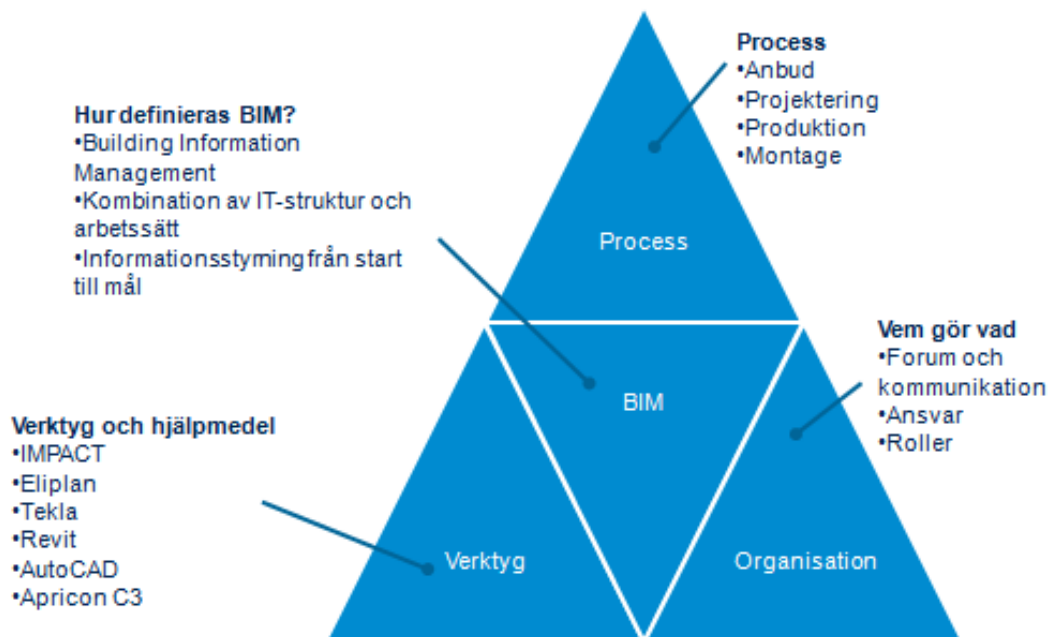 Process
•Anbud
•Projektering
•Produktion
•Montage
Hur definieras BIM?
•Building Information
Management
•Kombination av IT-struktur och
arbetssätt
•Informationsstyrning från start
till mål
Process
Vem gör vad
•Forum och
kommunikation
•Ansvar
•Roller
BIM
Verktyg och hjälpmedel
•IMPACT
•Eliplan
•Tekla
•Revit
•AutoCAD
•Apricon C3
Verktyg
Organisation